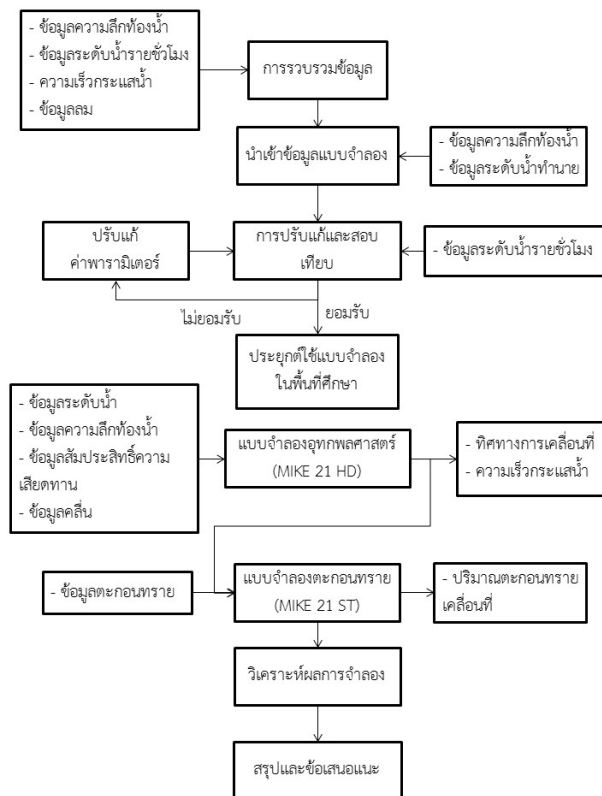 - ข้อมูลความลึกท้องน้ำ
- ข้อมูลระดับน้ำรายชั่วโมง
- ความเร็วกระแสน้ำ
- ข้อมูลลม
การรวบรวมข้อมูล
นำเข้าข้อมูลแบบจำลอง
- ข้อมูลความลึกท้องน้ำ
- ข้อมูลระดับน้ำทำนาย
ปรับแก้
ค่าพารามิเตอร์
การปรับแก้และสอบ
เทียบ
- ข้อมูลระดับน้ำรายชั่วโมง
ไม่ยอมรับ
ยอมรับ
ประยุกต์ใช้แบบจำลอง
ในพื้นที่ศึกษา
- ข้อมูลระดับน้ำ
- ข้อมูลความลึกท้องน้ำ
- ข้อมูลสัมประสิทธิ์ความ
เสียดทาน
- ข้อมูลคลื่น
แบบจำลองอุทกพลศาสตร์
(MIKE 21 HD)
- ทิศทางการเคลื่อนที่
- ความเร็วกระแสน้ำ
- ข้อมูลตะกอนทราย
แบบจำลองตะกอนทราย
(MIKE 21 ST)
- ปริมาณตะกอนทราย
เคลื่อนที่
วิเคราะห์ผลการจำลอง
สรุปและข้อเสนอแนะ